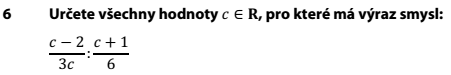 6 Určete všechny hodnoty c ∈ R, pro které má výraz smysl:
c − 2 / 3c : c + 1 / 6